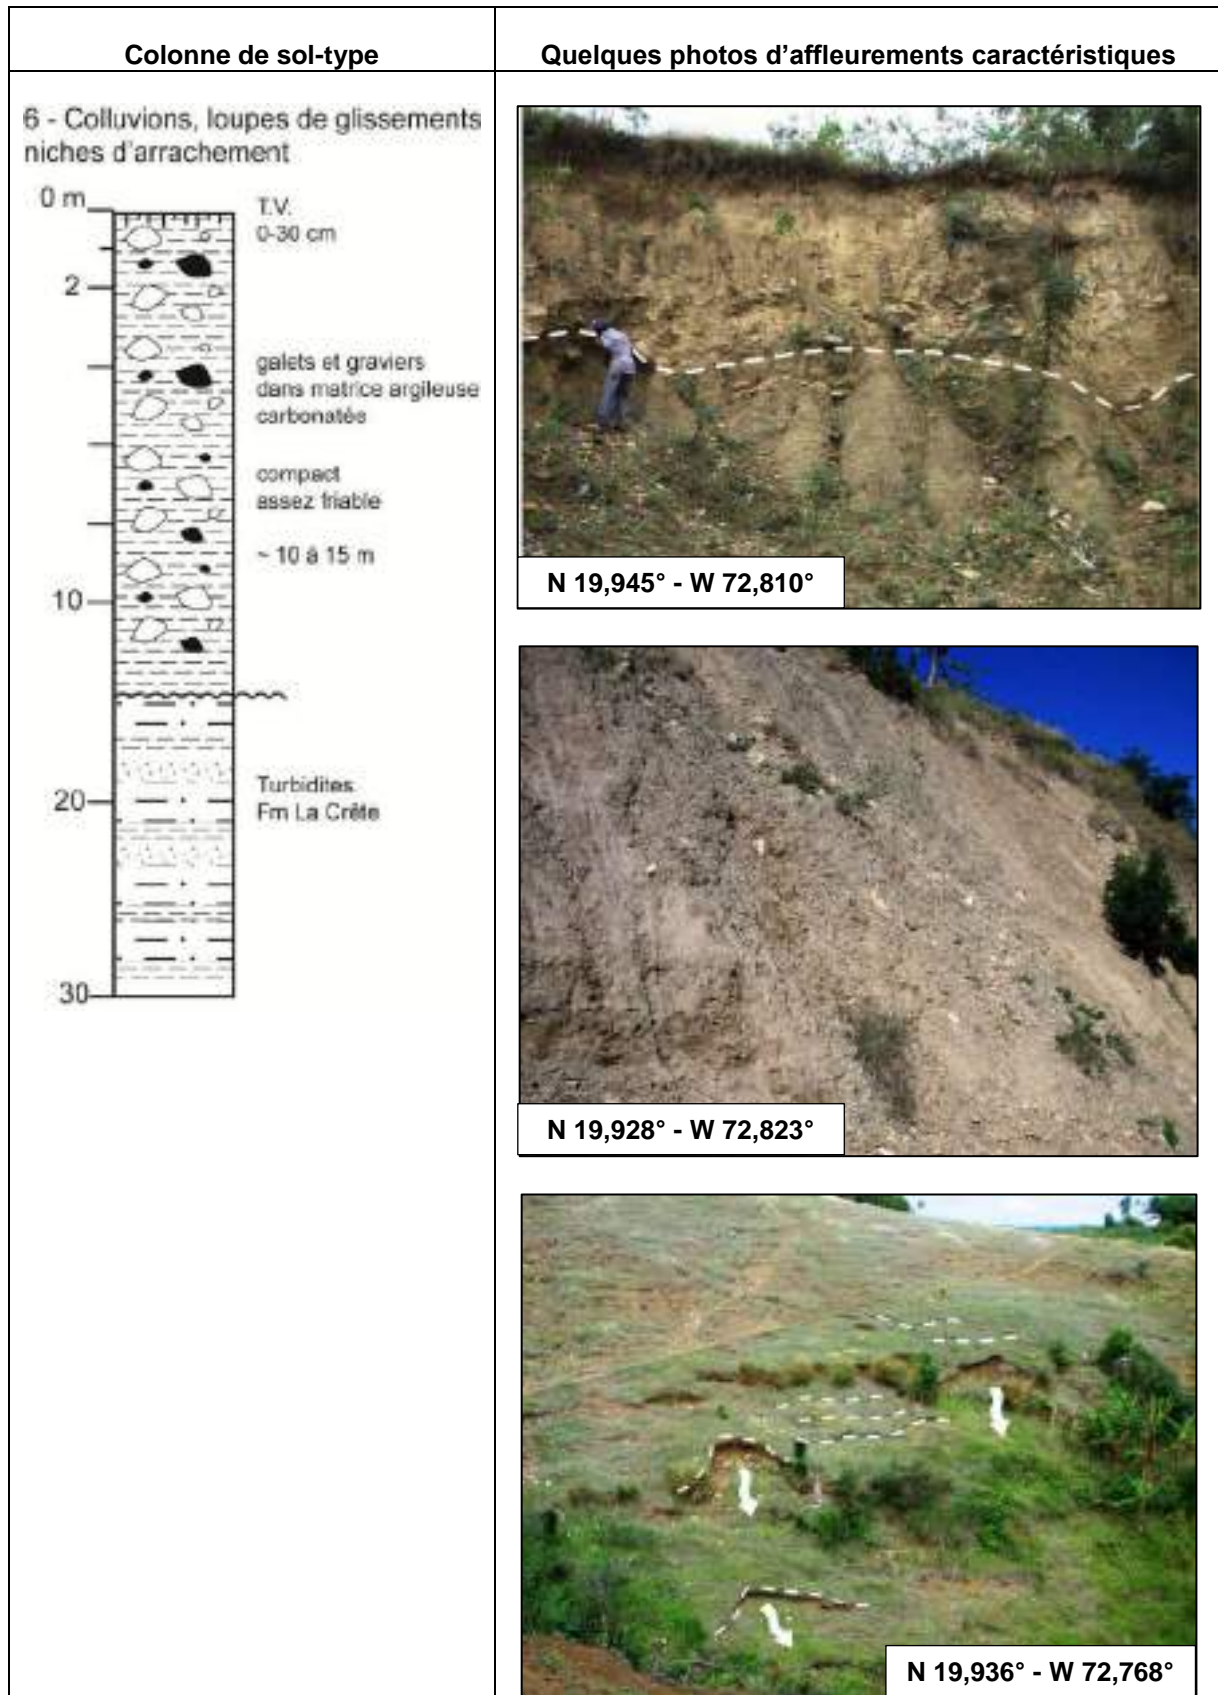 Colonne de sol-type
Quelques photos d'affleurements caractéristiques
6 - Colluvions, loupes de glissements
niches d'arrachement
0 m
T.V.
0-30 cm
2
galets et graviers
dans matrice argileuse
carbonatés
compact
assez friable
~ 10 à 15 m
10
Turbidites
Fm La Crête
20
30
N 19,945° - W 72,810°
N 19,928° - W 72,823°
N 19,936° - W 72,768°